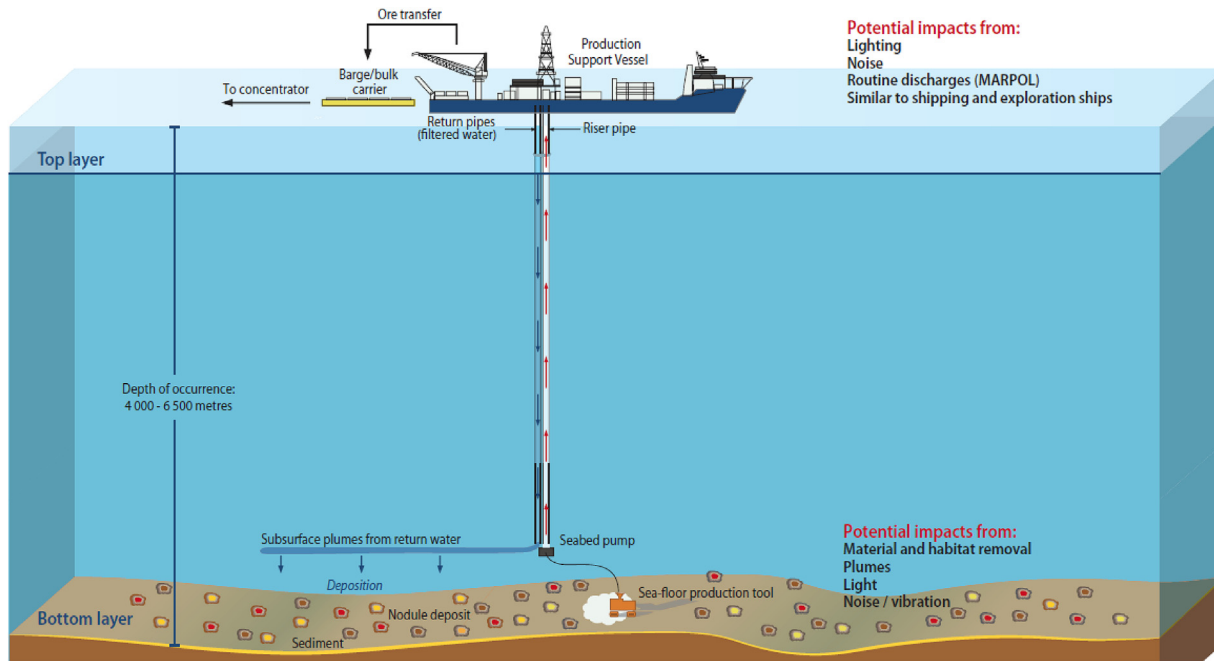 Ore transfer
Production
Support Vessel
Barge/bulk
carrier
To concentrator
Return pipes
(filtered water)
Riser pipe
Potential impacts from:
Lighting
Noise
Routine discharges (MARPOL)
Similar to shipping and exploration ships
Top layer
Depth of occurrence:
4 000 - 6 500 metres
Subsurface plumes from return water
Seabed pump
Deposition
Nodule deposit
Sea-floor production tool
Bottom layer
Sediment
Potential impacts from:
Material and habitat removal
Plumes
Light
Noise / vibration